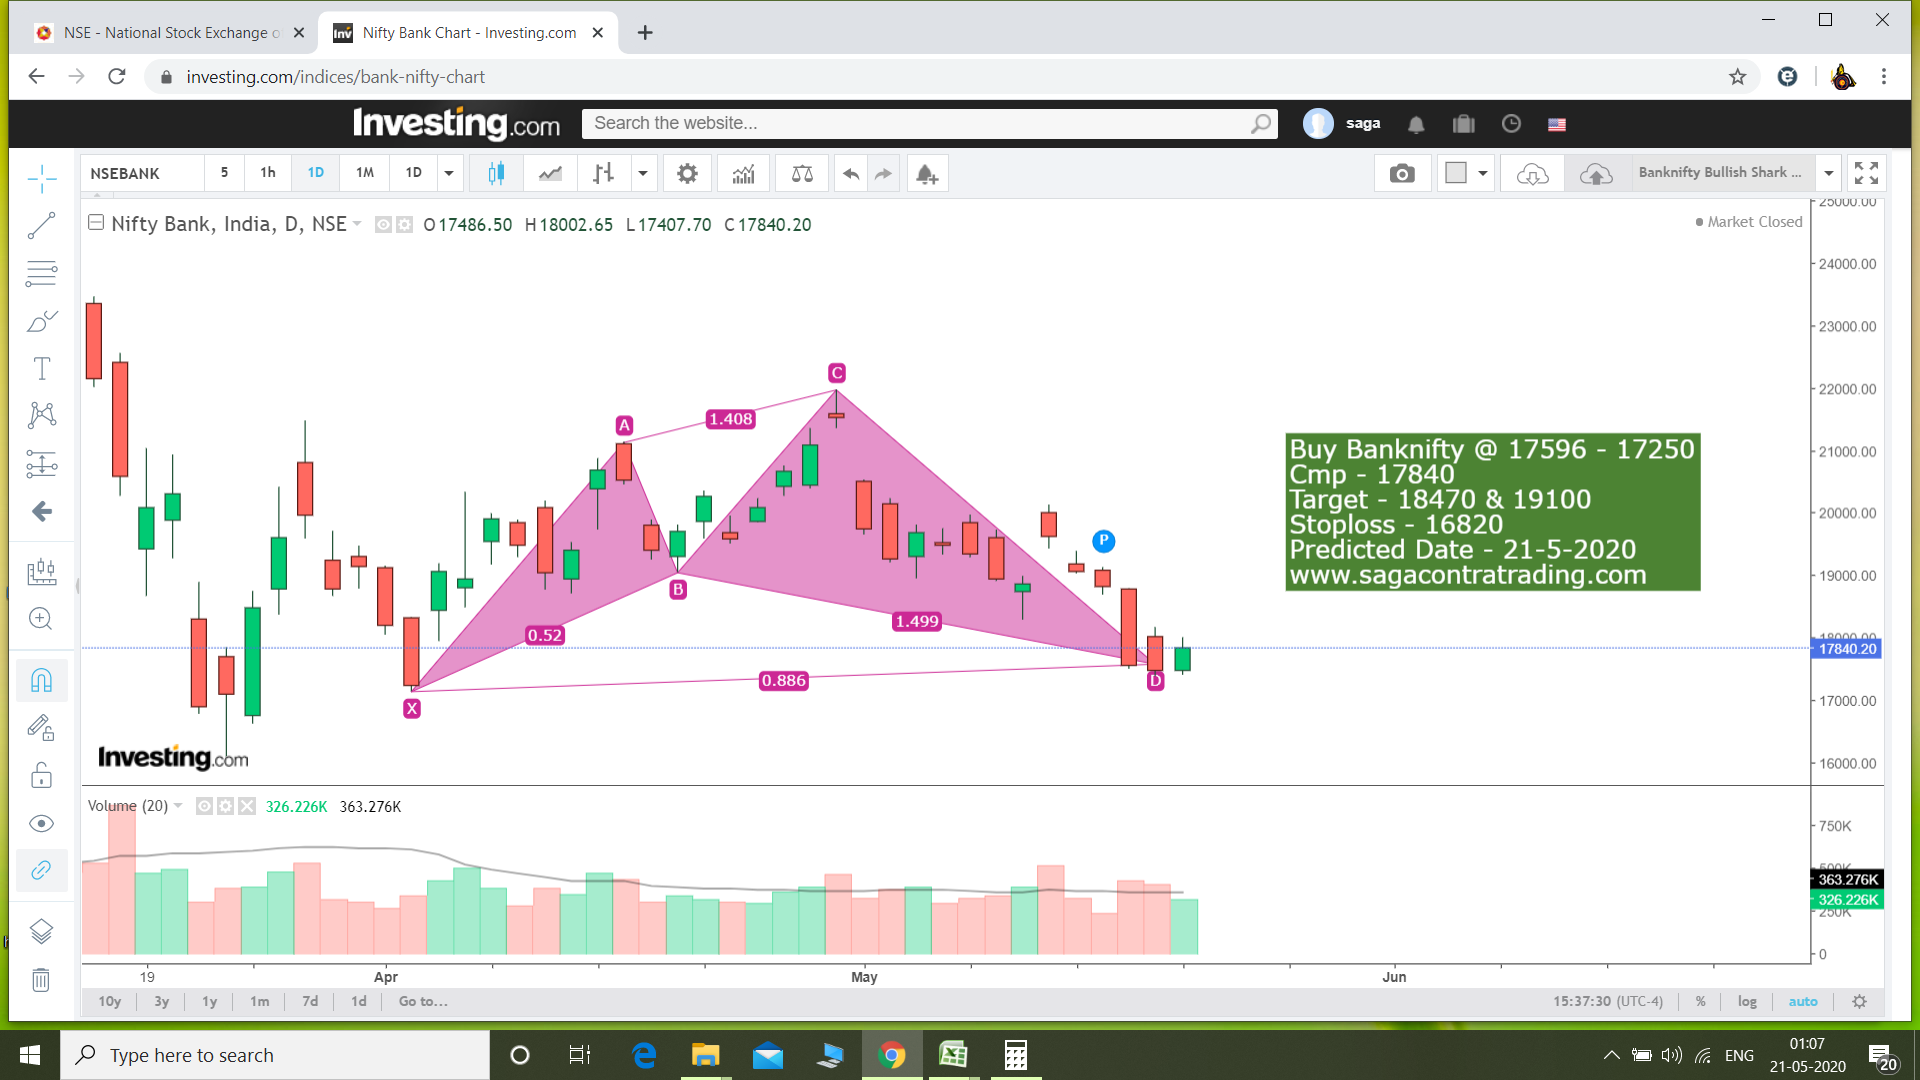 NSE - National Stock Exchange o
Nifty Bank Chart - Investing.com
investing.com/indices/bank-nifty-chart
Investing.com
Search the website...
saga
NSEBANK
5
1h
1D
1M
1D
Banknifty Bullish Shark ...
Nifty Bank, India, D, NSE
O 17486.50 H 18002.65 L 17407.70 C 17840.20
Market Closed
25000.00
24000.00
23000.00
22000.00
21000.00
20000.00
19000.00
18000.00
17840.20
17000.00
16000.00
C
1.408
A
P
B
1.499
0.52
0.886
D
X
Buy Banknifty @ 17596 - 17250
Cmp - 17840
Target - 18470 & 19100
Stoploss - 16820
Predicted Date - 21-5-2020
www.sagacontratrading.com
Investing.com
Volume (20)
326.226K 363.276K
750K
500K
363.276K
326.226K
250K
0
19
Apr
May
Jun
10y
3y
1y
1m
7d
1d
Go to...
15:37:30 (UTC-4)
%
log
auto
Type here to search
ENG
01:07
21-05-2020
20